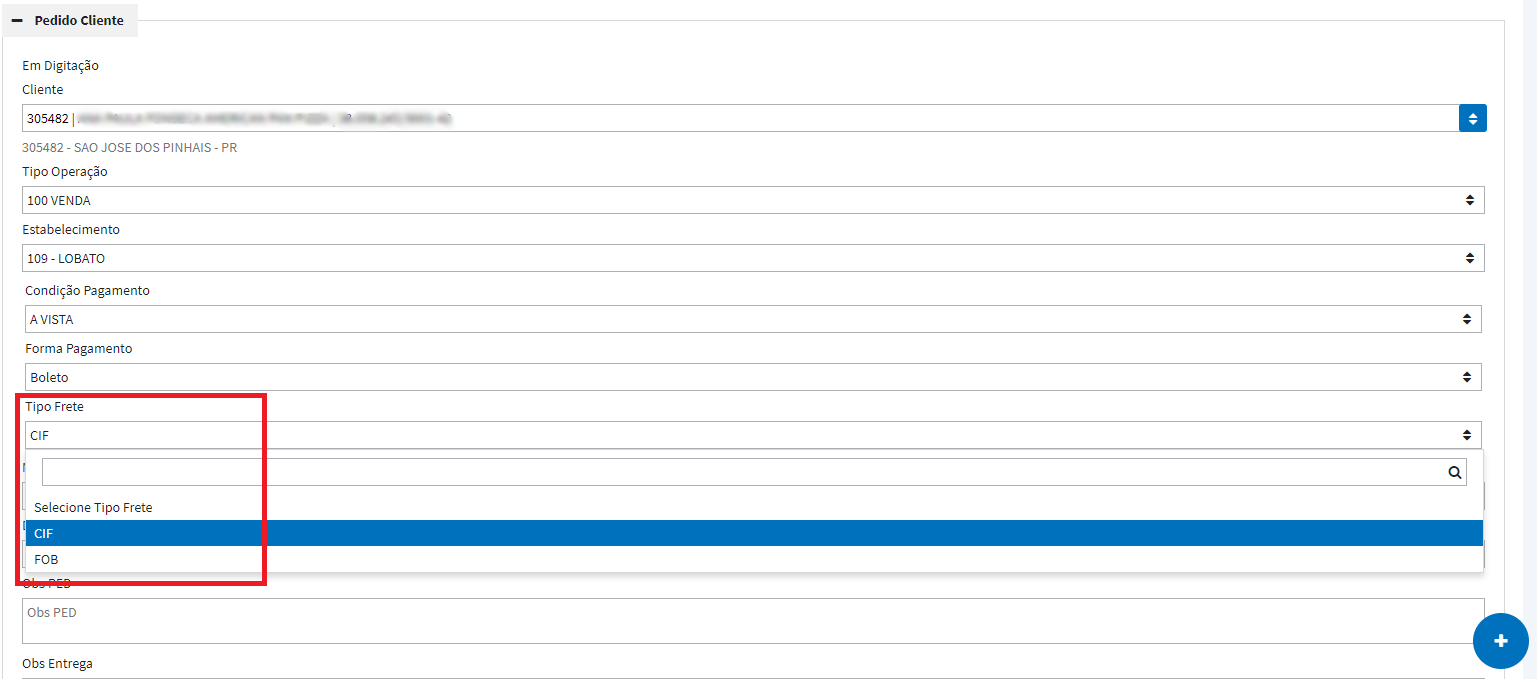 Pedido Cliente
Em Digitação
Cliente
305482 |
305482 - SAO JOSE DOS PINHAIS - PR
Tipo Operação
100 VENDA
Estabelecimento
109 - LOBATO
Condição Pagamento
A VISTA
Forma Pagamento
Boleto
Tipo Frete
CIF
Selecione Tipo Frete
CIF
FOB
Obs PED
Obs PED
Obs Entrega